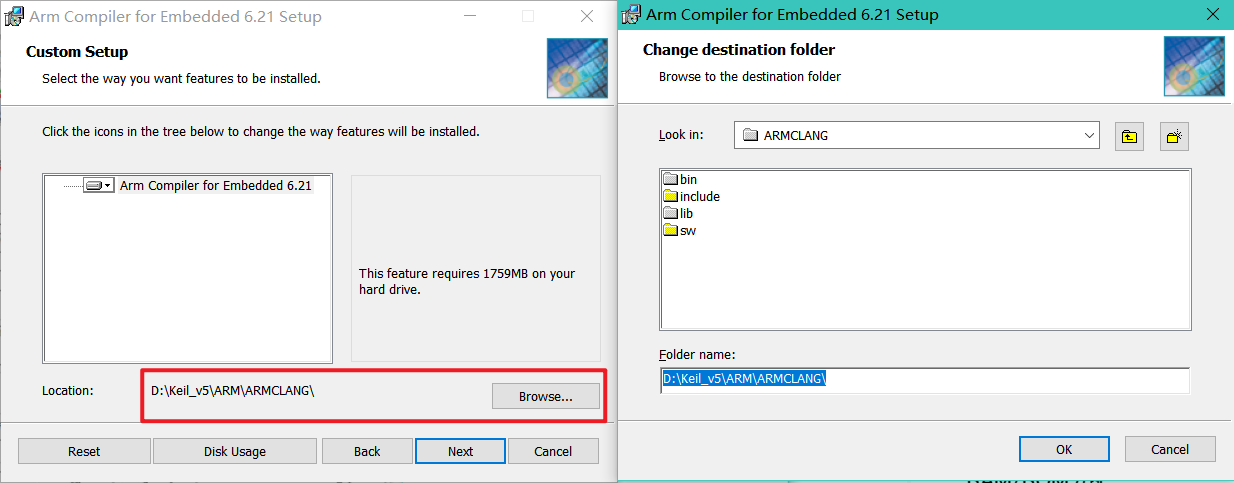 Arm Compiler for Embedded 6.21 Setup
Custom Setup
Select the way you want features to be installed.
Click the icons in the tree below to change the way features will be installed.
Arm Compiler for Embedded 6.21
This feature requires 1759MB on your
hard drive.
Location:
D:\Keil_v5\ARM\ARMCLANG\
Browse...
Reset
Disk Usage
Back
Next
Cancel
Arm Compiler for Embedded 6.21 Setup
Change destination folder
Browse to the destination folder
Look in:
ARMCLANG
bin
include
lib
sw
Folder name:
D:\Keil_v5\ARM\ARMCLANG\
OK
Cancel